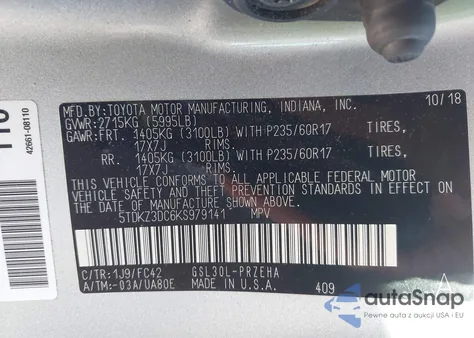 110
42661-08110
MFD.BY:TOYOTA MOTOR MANUFACTURING, INDIANA, INC. 10/18
GVWR:2715KG (5995LB)
GAWR:FRT. 1405KG (3100LB) WITH P235/60R17 TIRES,
17X7J RIMS.
RR. 1405KG (3100LB) WITH P235/60R17 TIRES,
17X7J RIMS.
THIS VEHICLE CONFORMS TO ALL APPLICABLE FEDERAL MOTOR
VEHICLE SAFETY AND THEFT PREVENTION STANDARDS IN EFFECT ON
THE DATE OF MANUFACTURE SHOWN ABOVE.
5TDKZ3DC6KS979141 MPV
C/TR:1J9/FC42 GSL30L-PRZEHA
A/TM:-03A/UA80E MADE IN U.S.A. 409 A
autoSnap
Pewne auta z aukcji w USA i